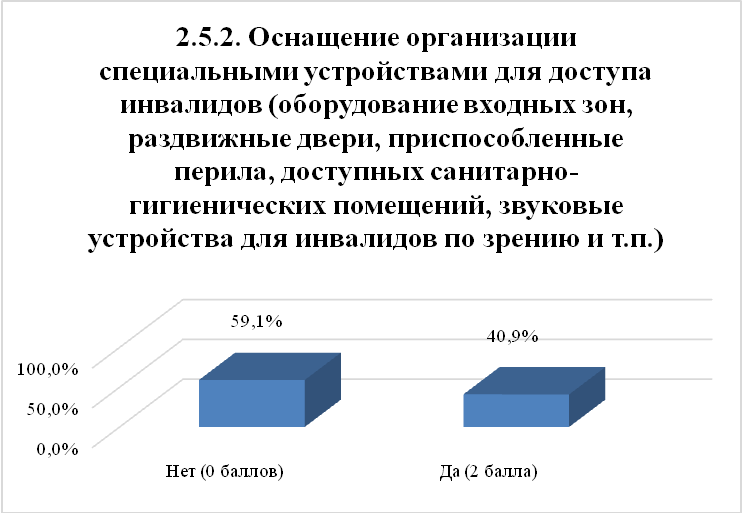 2.5.2. Оснащение организации
специальными устройствами для доступа
инвалидов (оборудование входных зон,
раздвижные двери, приспособленные
перила, доступных санитарно-
гигиенических помещений, звуковые
устройства для инвалидов по зрению и т.п.)
59,1%
40,9%
100,0%
50,0%
0,0%
Нет (0 баллов)
Да (2 балла)